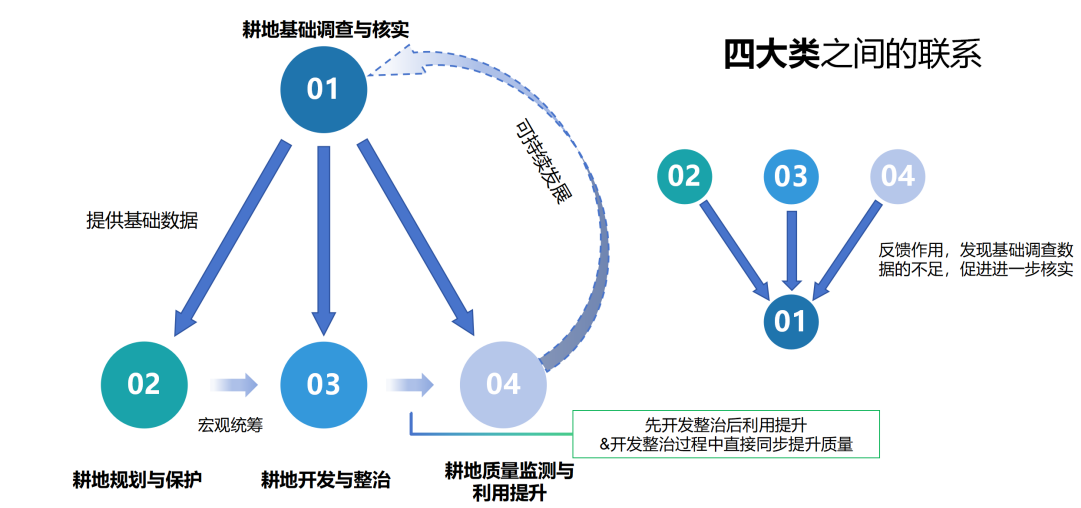 耕地基础调查与核实
四大类之间的联系
01
可持续发展
提供基础数据
02
03
04
宏观统筹
先开发整治后利用提升
&开发整治过程中直接同步提升质量
耕地规划与保护
耕地开发与整治
耕地质量监测与
利用提升
02
03
04
反馈作用，发现基础调查数
据的不足，促进进一步核实
01